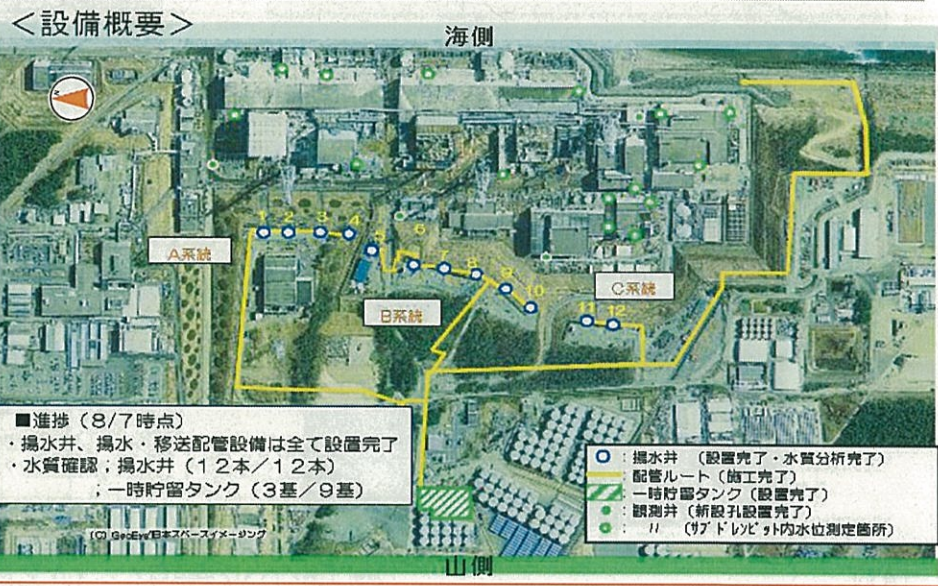 ＜設備概要＞
海側
1 2 3 4
5
6
7
8
9
10
11 12
A系統
B系統
C系統
■進捗（8/7時点）
・揚水井、揚水・移送配管設備は全て設置完了
・水質確認；揚水井（１２本／１２本）
；一時貯留タンク（３基／９基）
：揚水井　（設置完了・水質分析完了）
：配管ルート（施工完了）
：一時貯留タンク（設置完了）
：観測井（新設孔設置完了）
：　〃　（ｻﾌﾞﾄﾞﾚﾝﾋﾟｯﾄ内水位測定箇所）
(C) GeoEye/日本スペースイメージング
山側